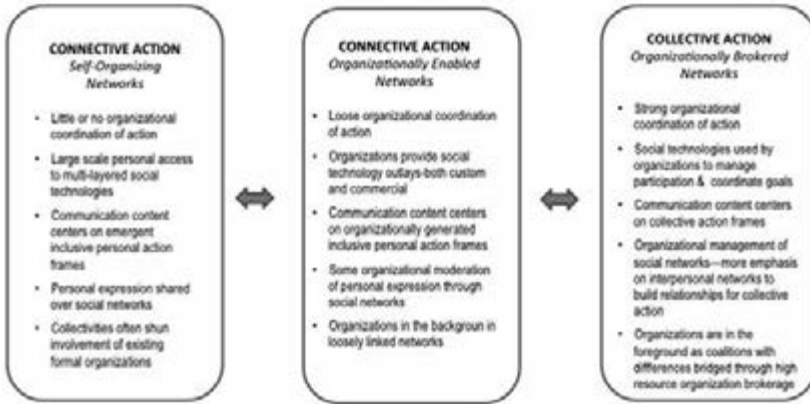 CONNECTIVE ACTION
Self-Organizing
Networks
• Little or no organizational
coordination of action
• Large scale personal access
to multi-layered social
technologies
• Communication content
centers on emergent
inclusive personal action
frames
• Personal expression shared
over social networks
• Collectivities often shun
involvement of existing
formal organizations
CONNECTIVE ACTION
Organizationally Enabled
Networks
• Loose organizational coordination
of action
• Organizations provide social
technology outlays-both custom
and commercial
• Communication content centers
on organizationally generated
inclusive personal action frames
• Some organizational moderation
of personal expression through
social networks
• Organizations in the backgroun in
loosely linked networks
COLLECTIVE ACTION
Organizationally Brokered
Networks
• Strong organizational
coordination of action
• Social technologies used by
organizations to manage
participation & coordinate goals
• Communication content centers
on collective action frames
• Organizational management of
social networks—more emphasis
on interpersonal networks to
build relationships for collective
action
• Organizations are in the
foreground as coalitions with
differences bridged through high
resource organization brokerage